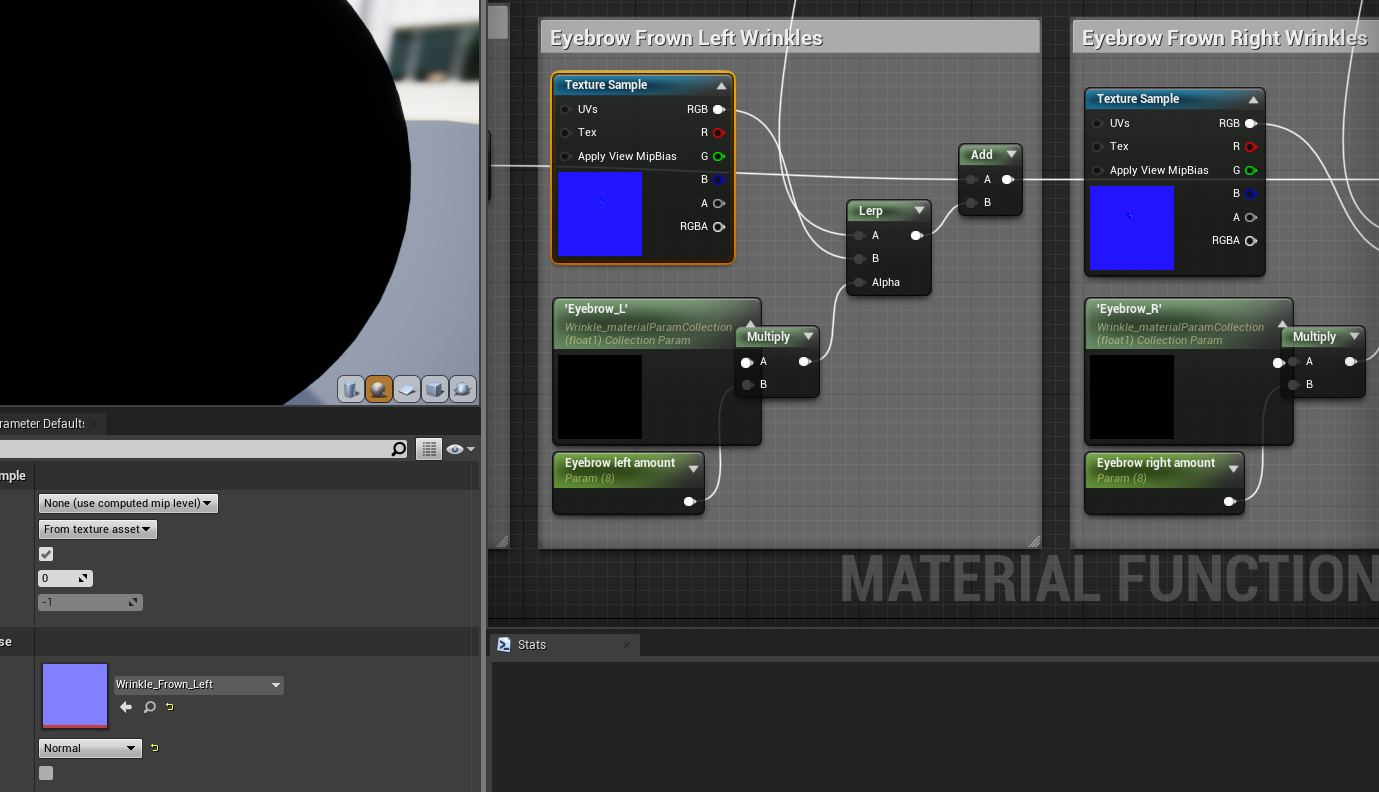 Eyebrow Frown Left Wrinkles
Texture Sample
UVs RGB
Tex R
Apply View MipBias G
B
A
RGBA
Lerp
A
B
Alpha
Add
A
B
'Eyebrow_L'
Wrinkle_materialParamCollection
(float1) Collection Param
Multiply
A
B
Eyebrow left amount
Param (8)
Eyebrow Frown Right Wrinkles
Texture Sample
UVs RGB
Tex R
Apply View MipBias G
B
A
RGBA
'Eyebrow_R'
Wrinkle_materialParamCollection
(float1) Collection Param
Multiply
A
B
Eyebrow right amount
Param (8)
MATERIAL FUNCTION
rameter Default
mple
None (use computed mip level)
From texture asset
0
-1
se
Wrinkle_Frown_Left
Normal
Stats